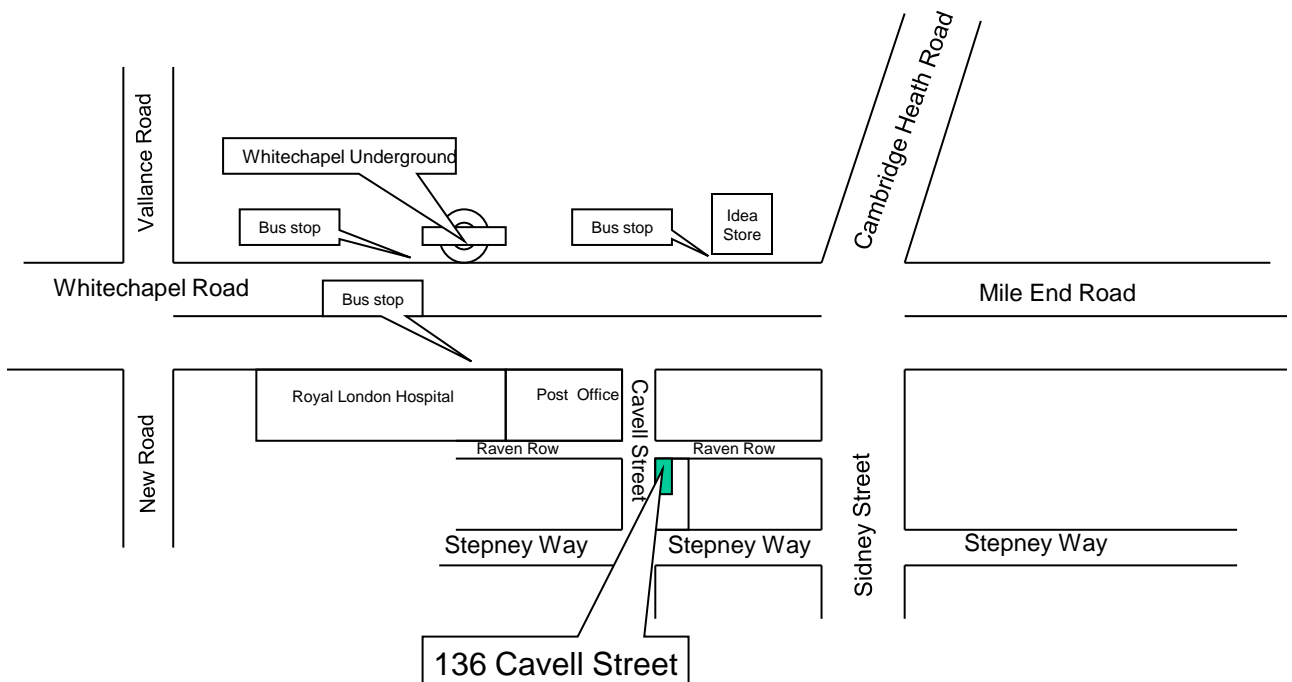 Vallance Road
Cambridge Heath Road
Whitechapel Underground
Bus stop
Bus stop
Idea
Store
Whitechapel Road
Bus stop
Mile End Road
Royal London Hospital
Post Office
Cavell Street
New Road
Raven Row
Raven Row
Sidney Street
Stepney Way
Stepney Way
Stepney Way
136 Cavell Street